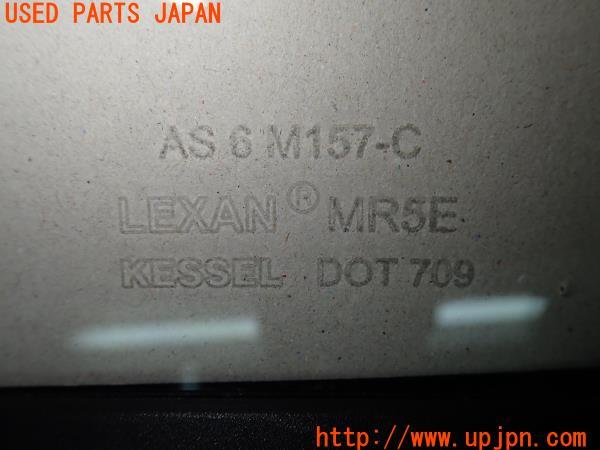 USED PARTS JAPAN
AS 6 M157-C
LEXAN® MR5E
KESSEL DOT 709
http://www.upjpn.com